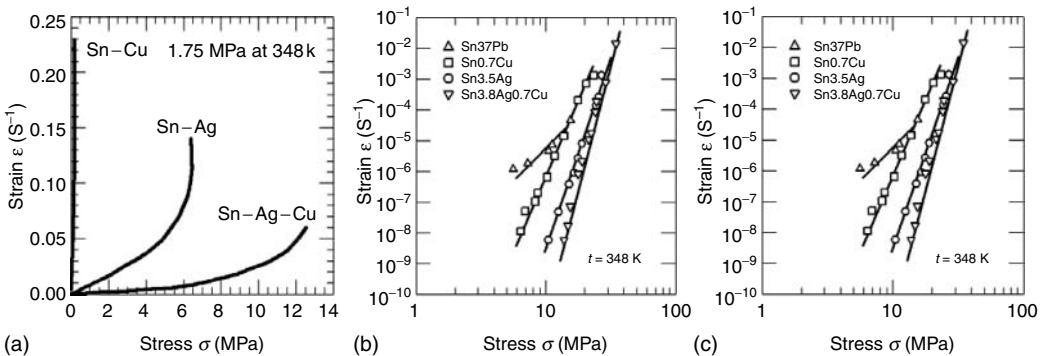 0.25
0.20
0.15
0.10
0.05
0.00
Strain ε (S⁻¹)
Sn–Cu 1.75 MPa at 348k
Sn–Ag
Sn–Ag–Cu
0 2 4 6 8 10 12 14
(a) Stress σ (MPa)
10⁻¹
10⁻²
10⁻³
10⁻⁴
10⁻⁵
10⁻⁶
10⁻⁷
10⁻⁸
10⁻⁹
10⁻¹⁰
Strain ε (S⁻¹)
Sn37Pb
Sn0.7Cu
Sn3.5Ag
Sn3.8Ag0.7Cu
t = 348 K
1 10 100
(b) Stress σ (MPa)
10⁻¹
10⁻²
10⁻³
10⁻⁴
10⁻⁵
10⁻⁶
10⁻⁷
10⁻⁸
10⁻⁹
10⁻¹⁰
Strain ε (S⁻¹)
Sn37Pb
Sn0.7Cu
Sn3.5Ag
Sn3.8Ag0.7Cu
t = 348 K
1 10 100
(c) Stress σ (MPa)